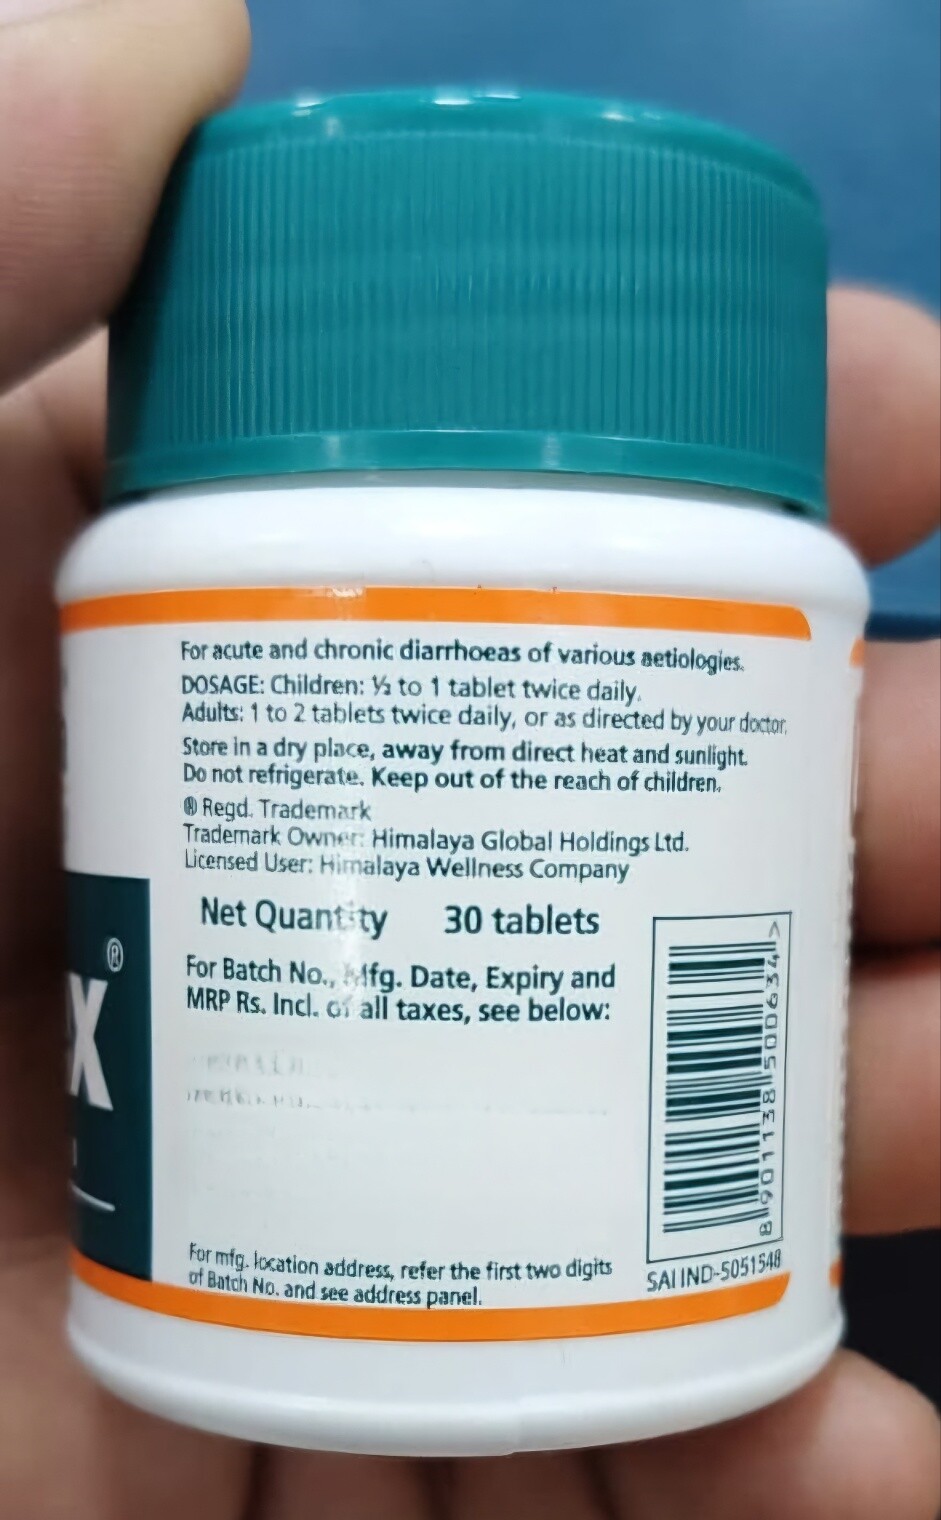 For acute and chronic diarrhoeas of various aetiologies.
DOSAGE: Children: ½ to 1 tablet twice daily.
Adults: 1 to 2 tablets twice daily, or as directed by your doctor.
Store in a dry place, away from direct heat and sunlight.
Do not refrigerate. Keep out of the reach of children.
® Regd. Trademark
Trademark Owner: Himalaya Global Holdings Ltd.
Licensed User: Himalaya Wellness Company
Net Quantity 30 tablets
For Batch No., Mfg. Date, Expiry and
MRP Rs. Incl. of all taxes, see below:
For mfg. location address, refer the first two digits
of Batch No. and see address panel.
8901138500634>
SAI IND-5051548
X®